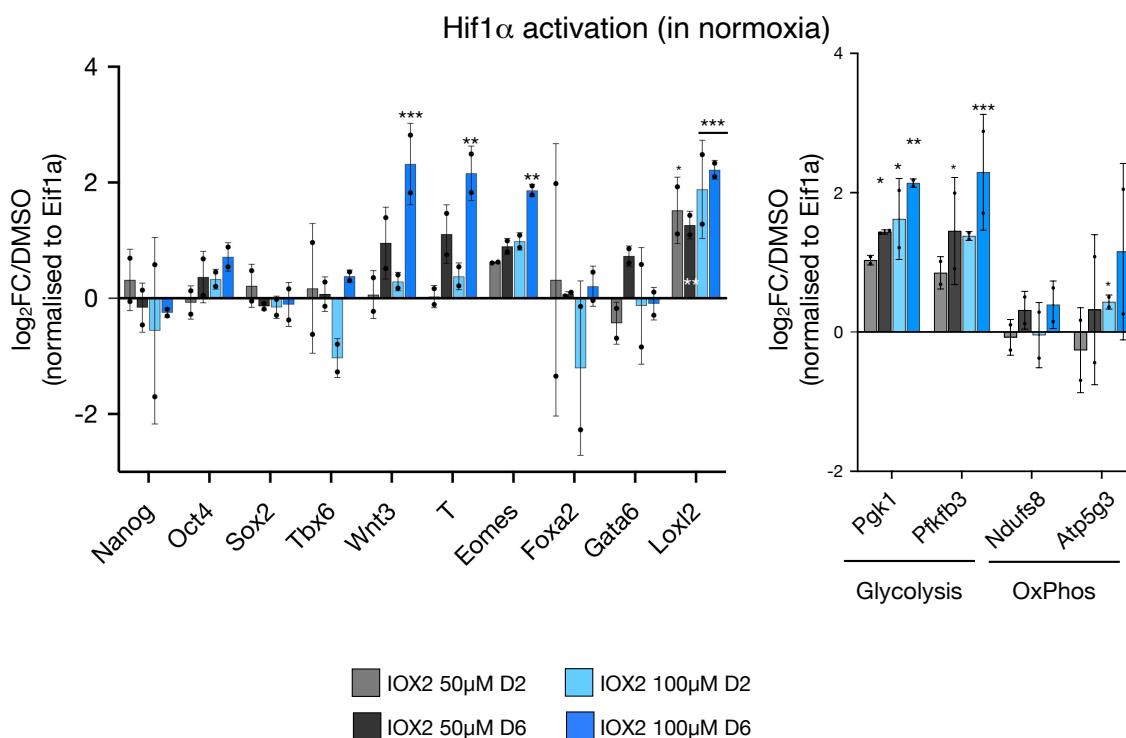 Hif1α activation (in normoxia)
log₂FC/DMSO
(normalised to Eif1a)
4
2
0
-2
***
**
**
*
**
***
Nanog
Oct4
Sox2
Tbx6
Wnt3
T
Eomes
Foxa2
Gata6
Loxl2
log₂FC/DMSO
(normalised to Eif1a)
4
2
0
-2
*
*
**
*
***
*
Pgk1
Pfkfb3
Ndufs8
Atp5g3
Glycolysis
OxPhos
IOX2 50µM D2
IOX2 100µM D2
IOX2 50µM D6
IOX2 100µM D6